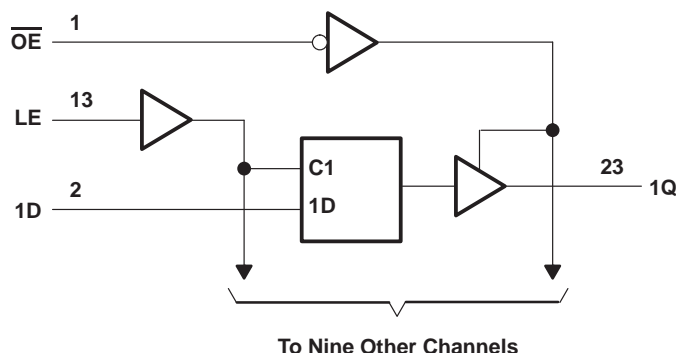 OE 1
LE 13
C1
23
1Q
1D 2
1D
To Nine Other Channels